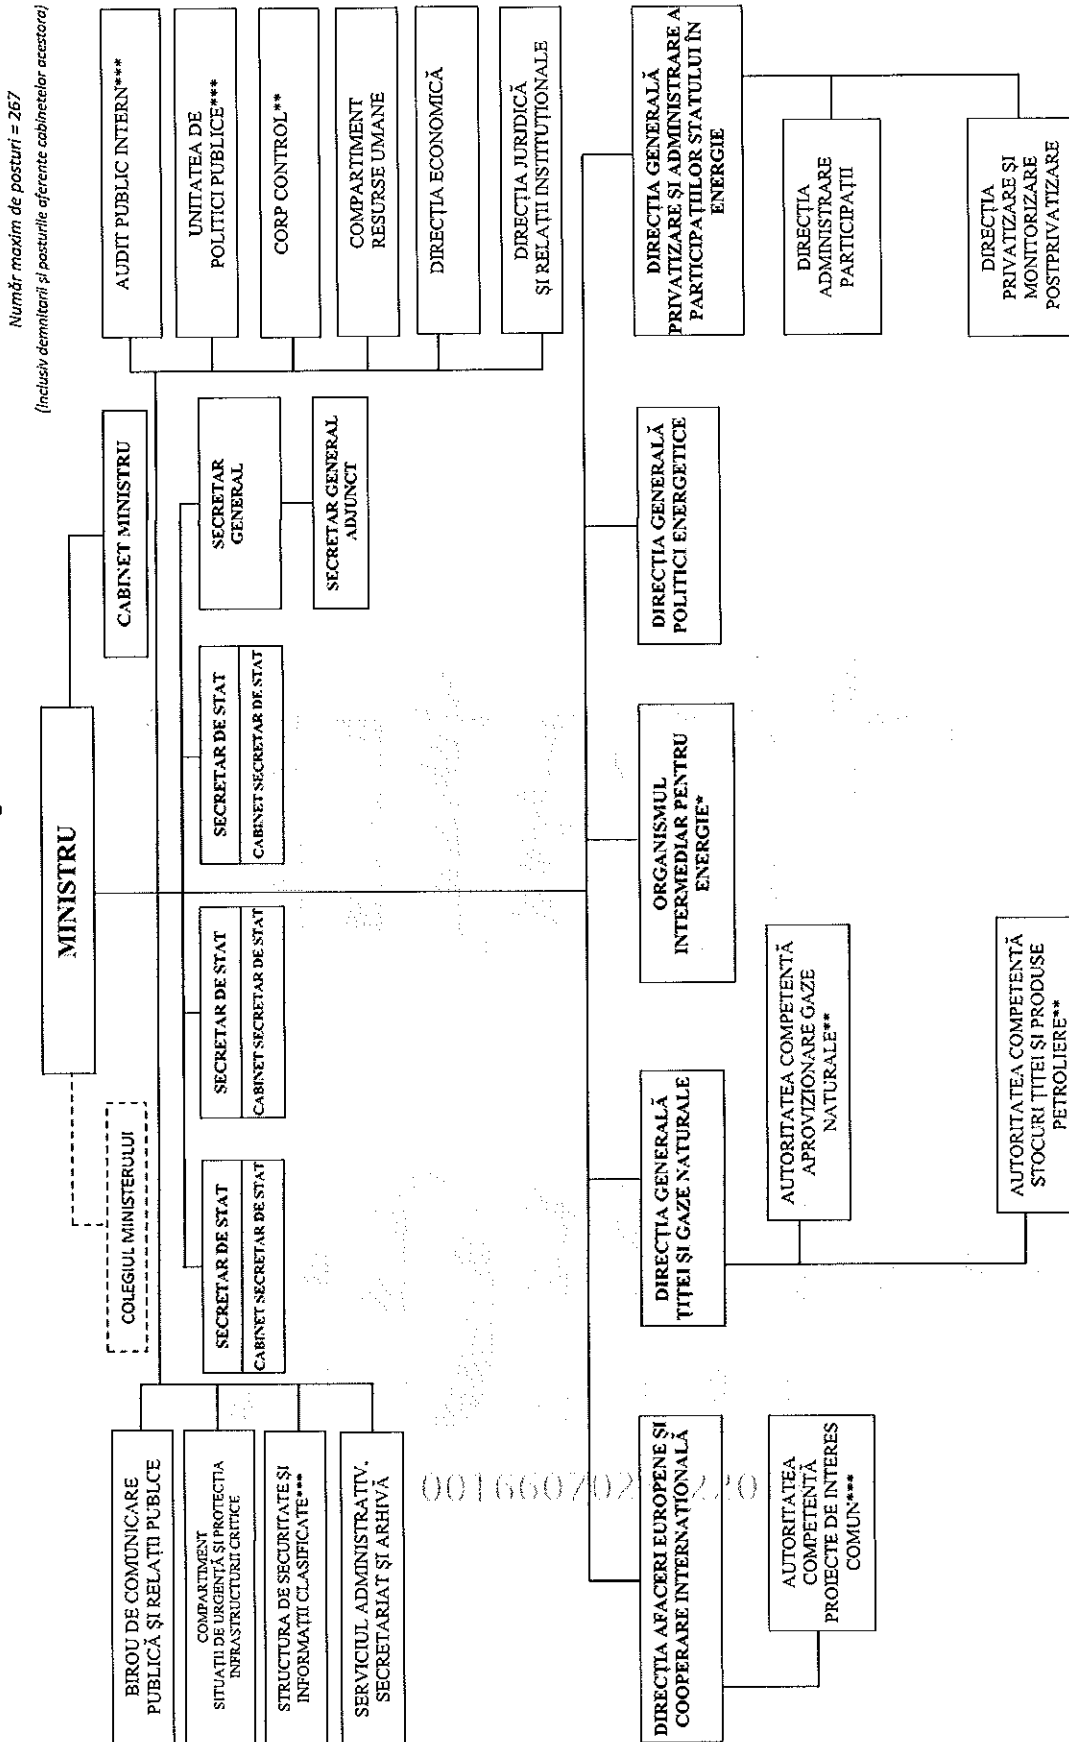 Număr maxim de posturi = 267
(Inclusiv demnitarii și posturile aferente cabinetelor acestora)
MINISTRU
COLEGIUL MINISTERULUI
CABINET MINISTRU
SECRETAR DE STAT
CABINET SECRETAR DE STAT
SECRETAR DE STAT
CABINET SECRETAR DE STAT
SECRETAR DE STAT
CABINET SECRETAR DE STAT
SECRETAR
GENERAL
SECRETAR GENERAL
ADJUNCT
BIROU DE COMUNICARE
PUBLICĂ ȘI RELAȚII PUBLCE
COMPARTIMENT
SITUAȚII DE URGENȚĂ ȘI PROTECȚIA
INFRASTRUCTURII CRITICE
STRUCTURA DE SECURITATE ȘI
INFORMAȚII CLASIFICATE***
SERVICIUL ADMINISTRATIV,
SECRETARIAT ȘI ARHIVĂ
AUDIT PUBLIC INTERN***
UNITATEA DE
POLITICI PUBLICE***
CORP CONTROL**
COMPARTIMENT
RESURSE UMANE
DIRECȚIA ECONOMICĂ
DIRECȚIA JURIDICĂ
ȘI RELAȚII INSTITUȚIONALE
DIRECȚIA AFACERI EUROPENE ȘI
COOPERARE INTERNAȚIONALĂ
AUTORITATEA
COMPETENTĂ
PROIECTE DE INTERES
COMUN***
DIRECȚIA GENERALĂ
ȚIȚEI ȘI GAZE NATURALE
AUTORITATEA COMPETENTĂ
APROVIZIONARE GAZE
NATURALE**
AUTORITATEA COMPETENTĂ
STOCURI ȚIȚEI ȘI PRODUSE
PETROLIERE**
ORGANISMUL
INTERMEDIAR PENTRU
ENERGIE*
DIRECȚIA GENERALĂ
POLITICI ENERGETICE
DIRECȚIA GENERALĂ
PRIVATIZARE ȘI ADMINISTRARE A
PARTICIPAȚIILOR STATULUI ÎN
ENERGIE
DIRECȚIA
ADMINISTRARE
PARTICIPAȚII
DIRECȚIA
PRIVATIZARE ȘI
MONITORIZARE
POSTPRIVATIZARE